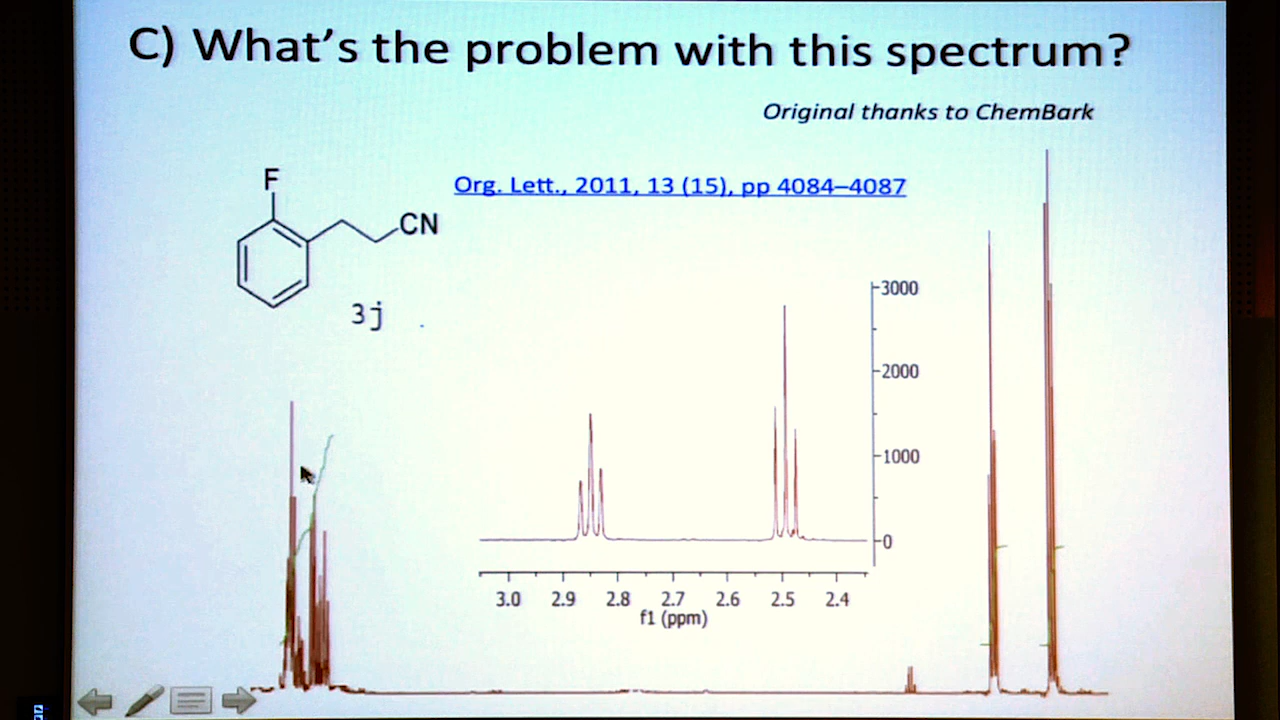 C) What's the problem with this spectrum?
Original thanks to ChemBark
Org. Lett., 2011, 13 (15), pp 4084–4087
F
CN
3j
3000
2000
1000
0
3.0 2.9 2.8 2.7 2.6 2.5 2.4
f1 (ppm)